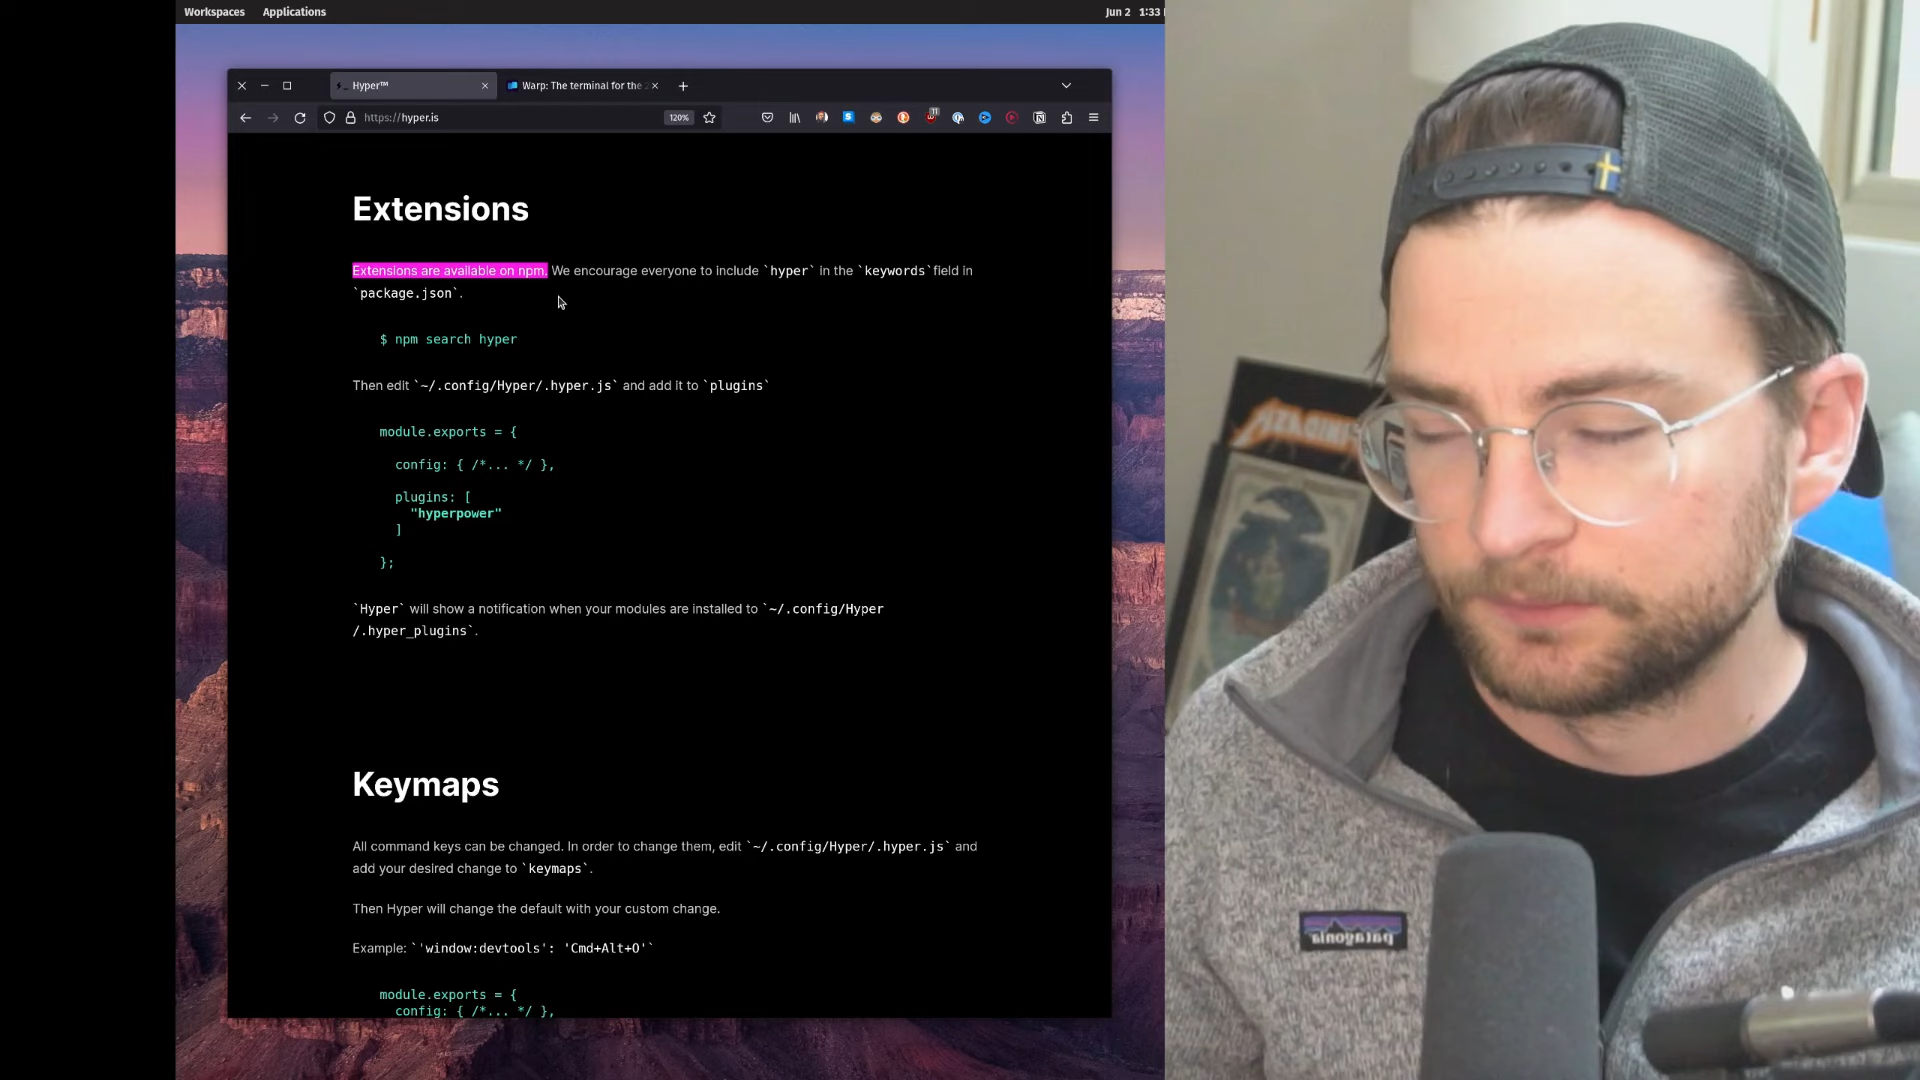 Workspaces Applications Jun 2 1:33
Hyper™ Warp: The terminal for the
https://hyper.is 120% 11
Extensions
Extensions are available on npm. We encourage everyone to include `hyper` in the `keywords`field in
`package.json`.
$ npm search hyper
Then edit `~/.config/Hyper/.hyper.js` and add it to `plugins`
module.exports = {
config: { /*... */ },
plugins: [
"hyperpower"
]
};
`Hyper` will show a notification when your modules are installed to `~/.config/Hyper
/.hyper_plugins`.
Keymaps
All command keys can be changed. In order to change them, edit `~/.config/Hyper/.hyper.js` and
add your desired change to `keymaps`.
Then Hyper will change the default with your custom change.
Example: `'window:devtools': 'Cmd+Alt+O'`
module.exports = {
config: { /*... */ },
patagonia